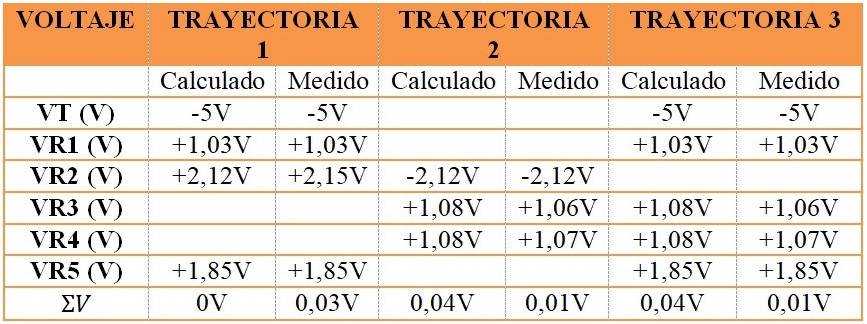 VOLTAJE TRAYECTORIA 1 TRAYECTORIA 2 TRAYECTORIA 3
Calculado Medido Calculado Medido Calculado Medido
VT (V) -5V -5V -5V -5V
VR1 (V) +1,03V +1,03V +1,03V +1,03V
VR2 (V) +2,12V +2,15V -2,12V -2,12V
VR3 (V) +1,08V +1,06V +1,08V +1,06V
VR4 (V) +1,08V +1,07V +1,08V +1,07V
VR5 (V) +1,85V +1,85V +1,85V +1,85V
ΣV 0V 0,03V 0,04V 0,01V 0,04V 0,01V